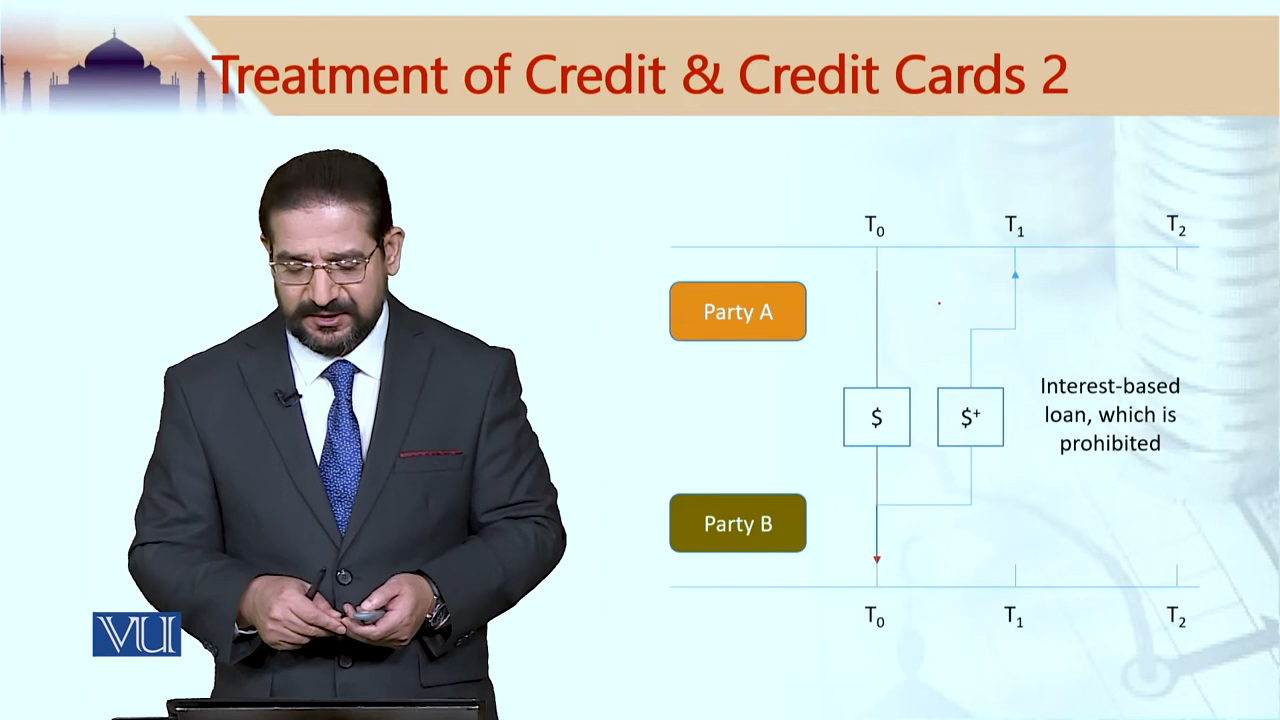 Treatment of Credit & Credit Cards 2
T₀ T₁ T₂
Party A
Interest-based
loan, which is
prohibited
$ $⁺
Party B
VU
T₀ T₁ T₂